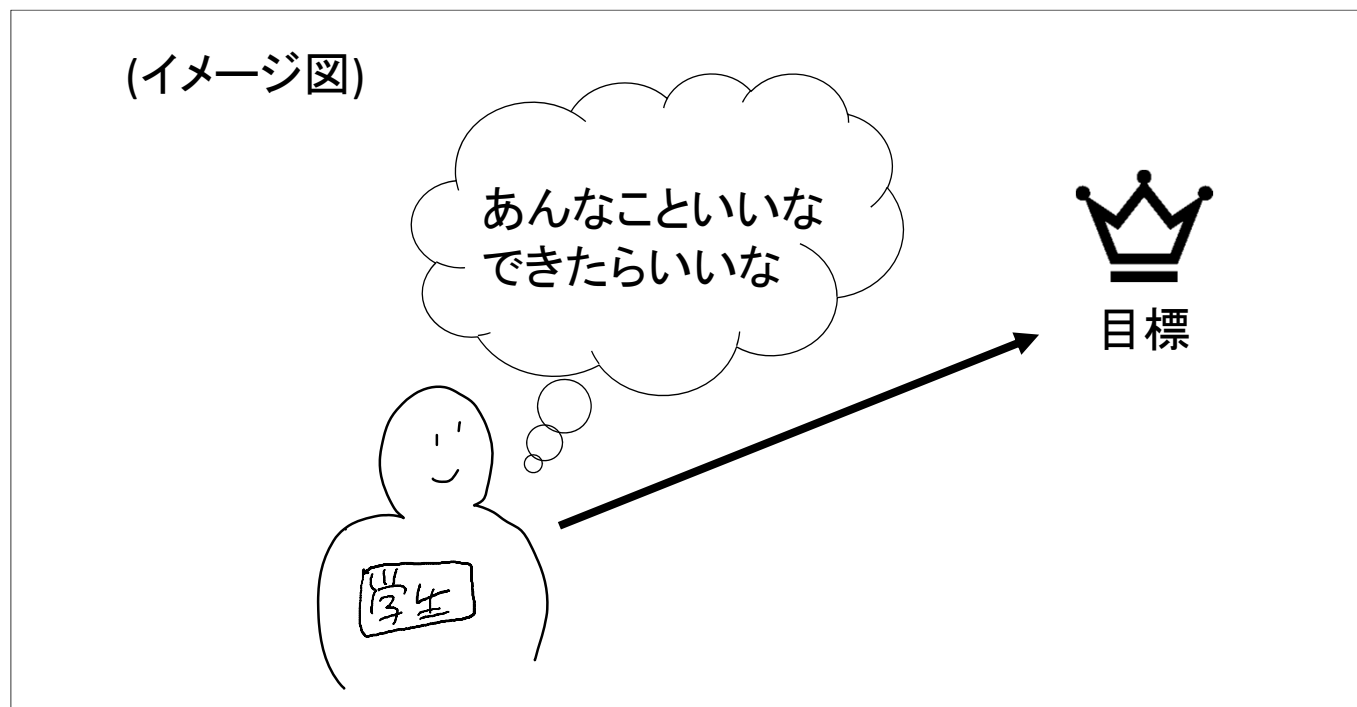 (イメージ図)
あんなこといいな
できたらいいな
目標
学生